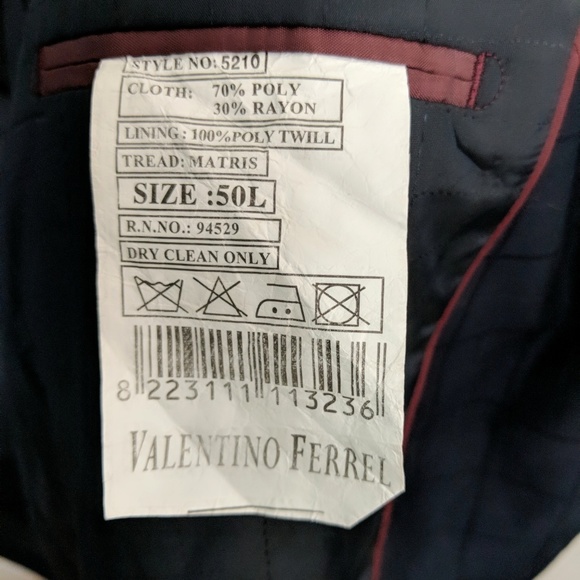 STYLE NO: 5210
CLOTH: 70% POLY
30% RAYON
LINING : 100%POLY TWILL
TREAD: MATRIS
SIZE :50L
R.N.NO.: 94529
DRY CLEAN ONLY
8 223111 113236
VALENTINO FERREL